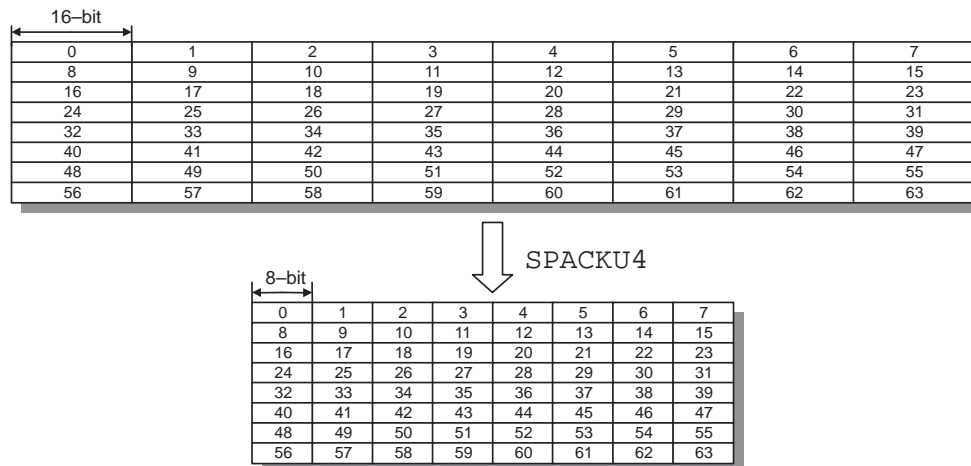 16–bit
0 1 2 3 4 5 6 7
8 9 10 11 12 13 14 15
16 17 18 19 20 21 22 23
24 25 26 27 28 29 30 31
32 33 34 35 36 37 38 39
40 41 42 43 44 45 46 47
48 49 50 51 52 53 54 55
56 57 58 59 60 61 62 63
SPACKU4
8–bit
0 1 2 3 4 5 6 7
8 9 10 11 12 13 14 15
16 17 18 19 20 21 22 23
24 25 26 27 28 29 30 31
32 33 34 35 36 37 38 39
40 41 42 43 44 45 46 47
48 49 50 51 52 53 54 55
56 57 58 59 60 61 62 63